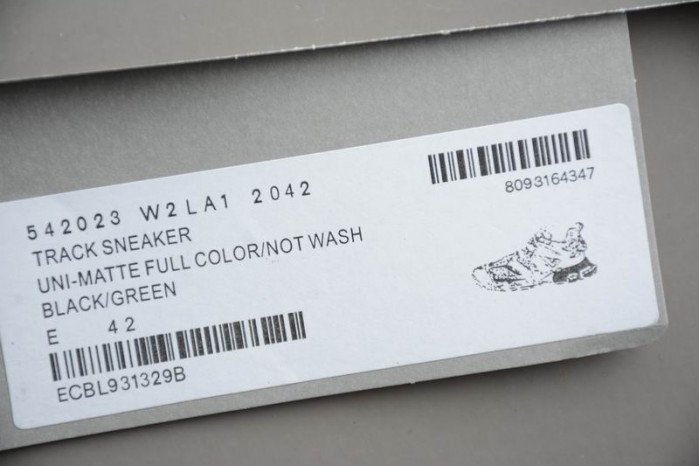 542023 W2LA1 2042
TRACK SNEAKER
UNI-MATTE FULL COLOR/NOT WASH
BLACK/GREEN
E 42
ECBL931329B
8093164347